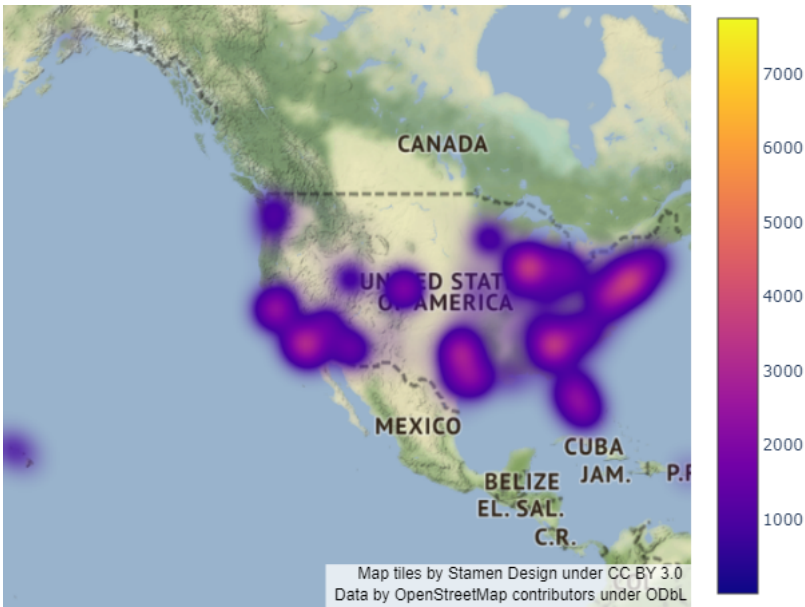 CANADA
UNITED STAT
OF AMERICA
MEXICO
CUBA
JAM.
P.R
BELIZE
EL. SAL.
C.R.
Map tiles by Stamen Design under CC BY 3.0
Data by OpenStreetMap contributors under ODbL
7000
6000
5000
4000
3000
2000
1000